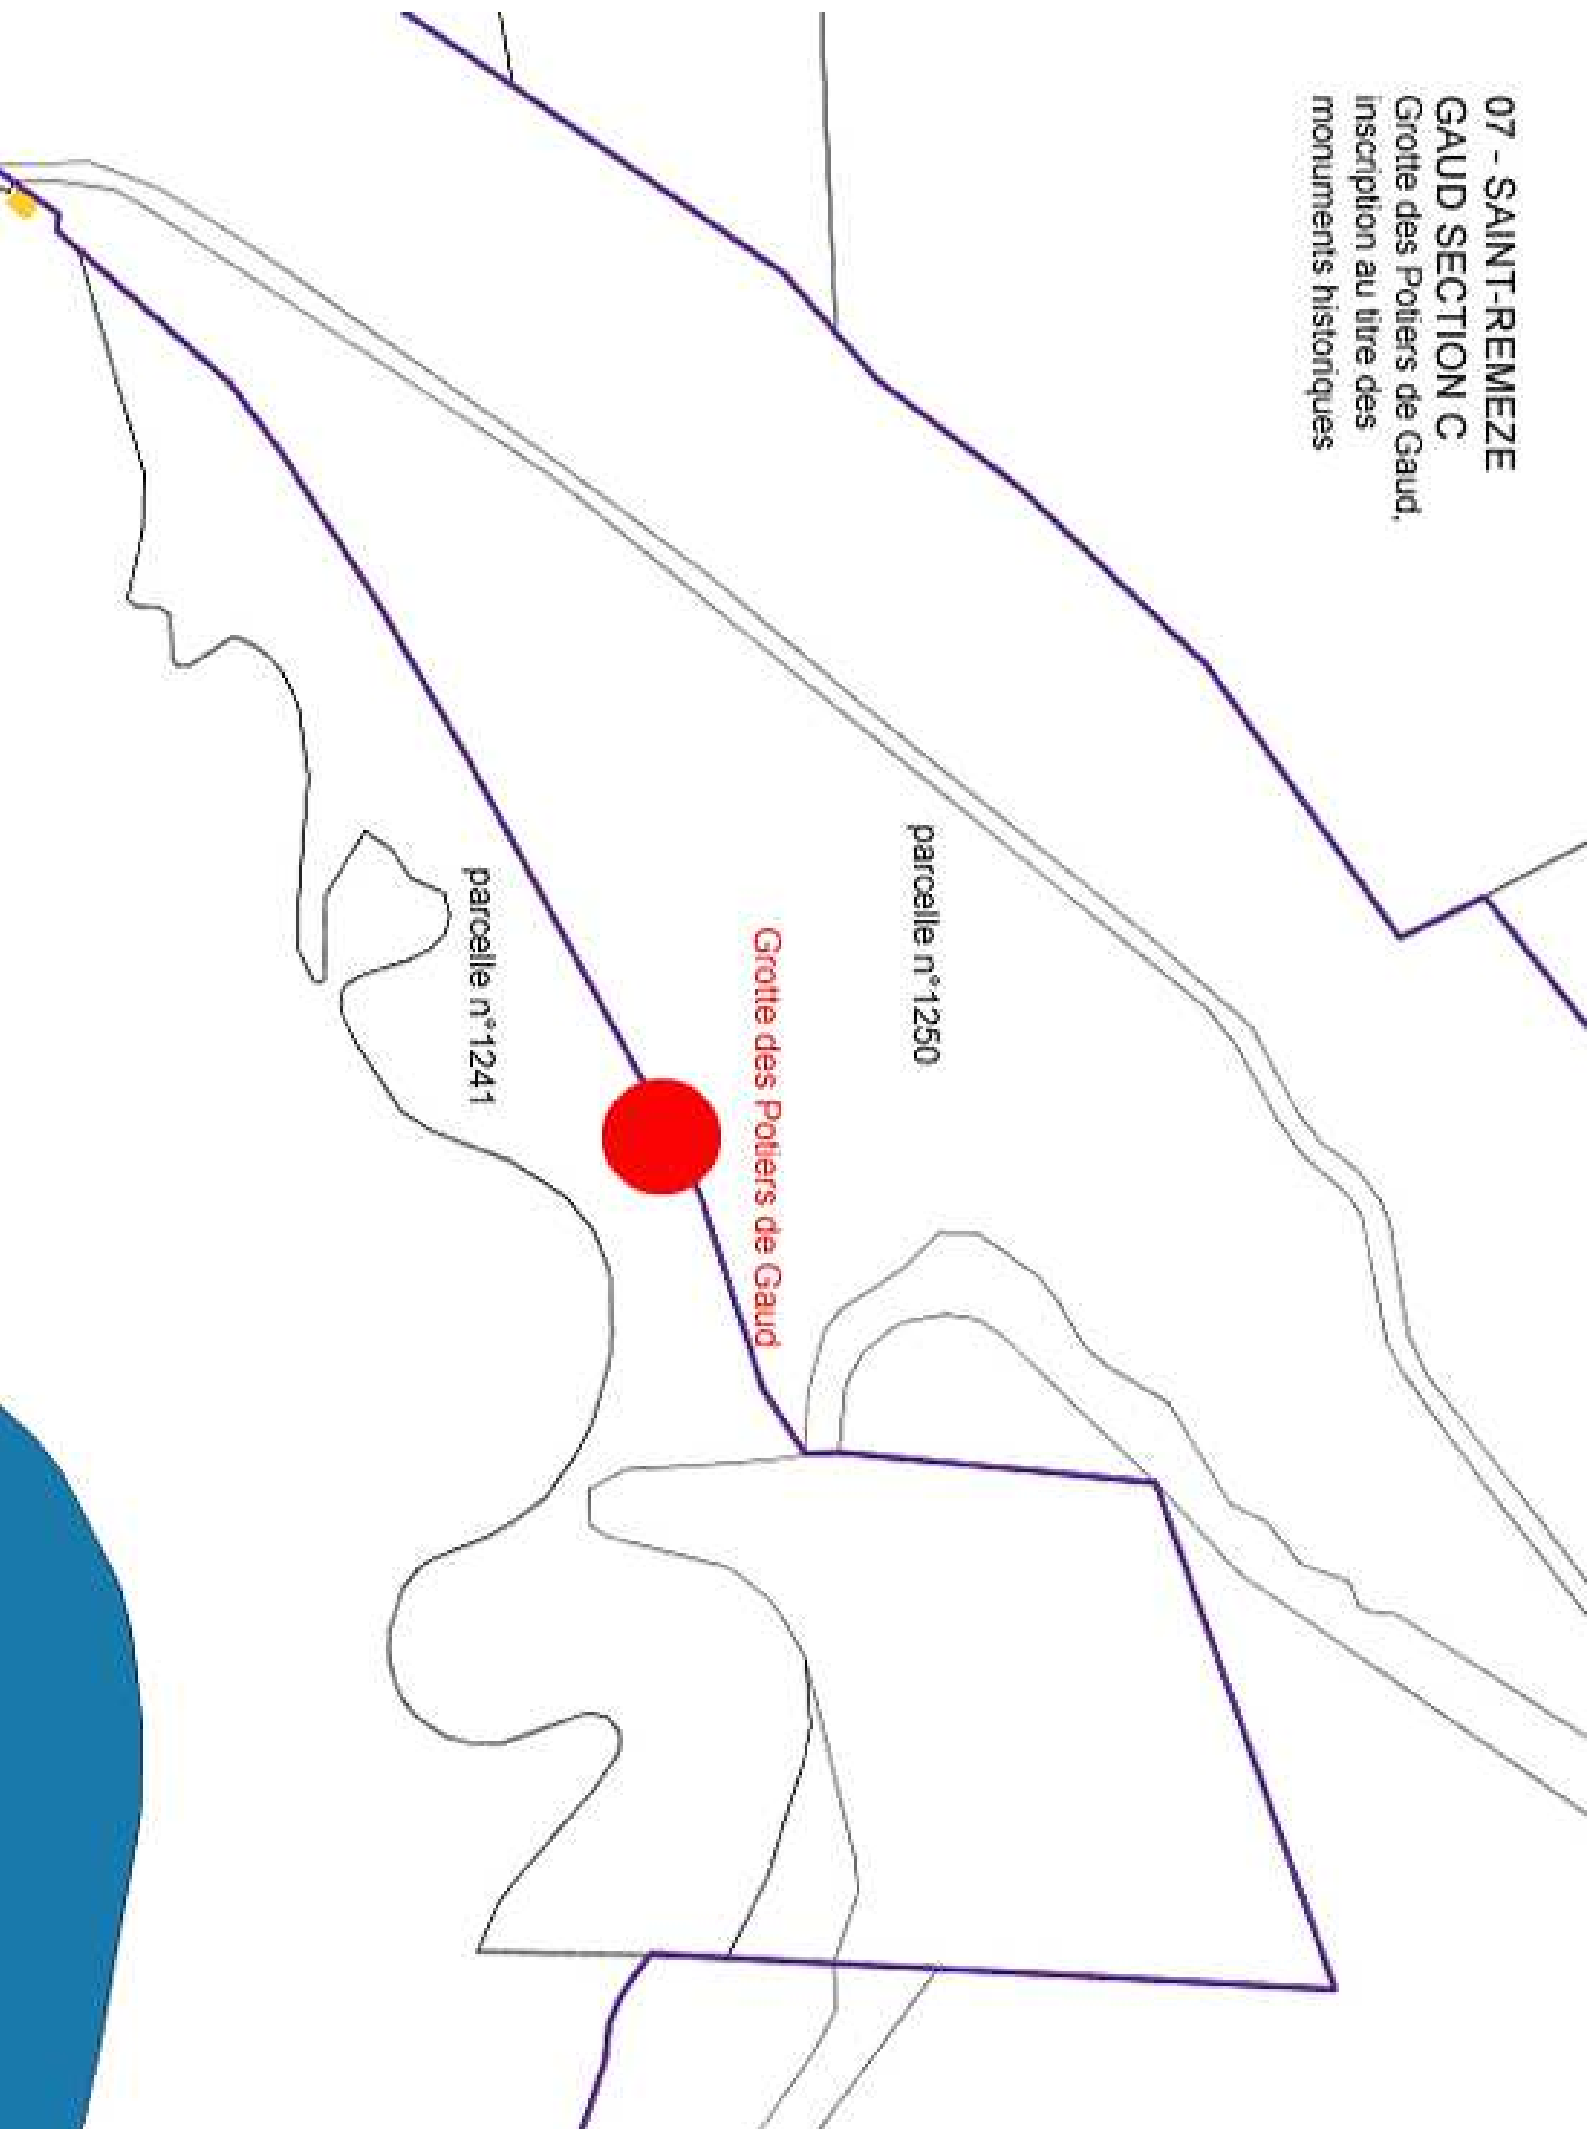 07 - SAINT-REMEZE
GAUD SECTION C
Grotte des Potiers de Gaud,
inscription au titre des
monuments historiques
parcelle n°1250
Grotte des Potiers de Gaud
parcelle n°1241